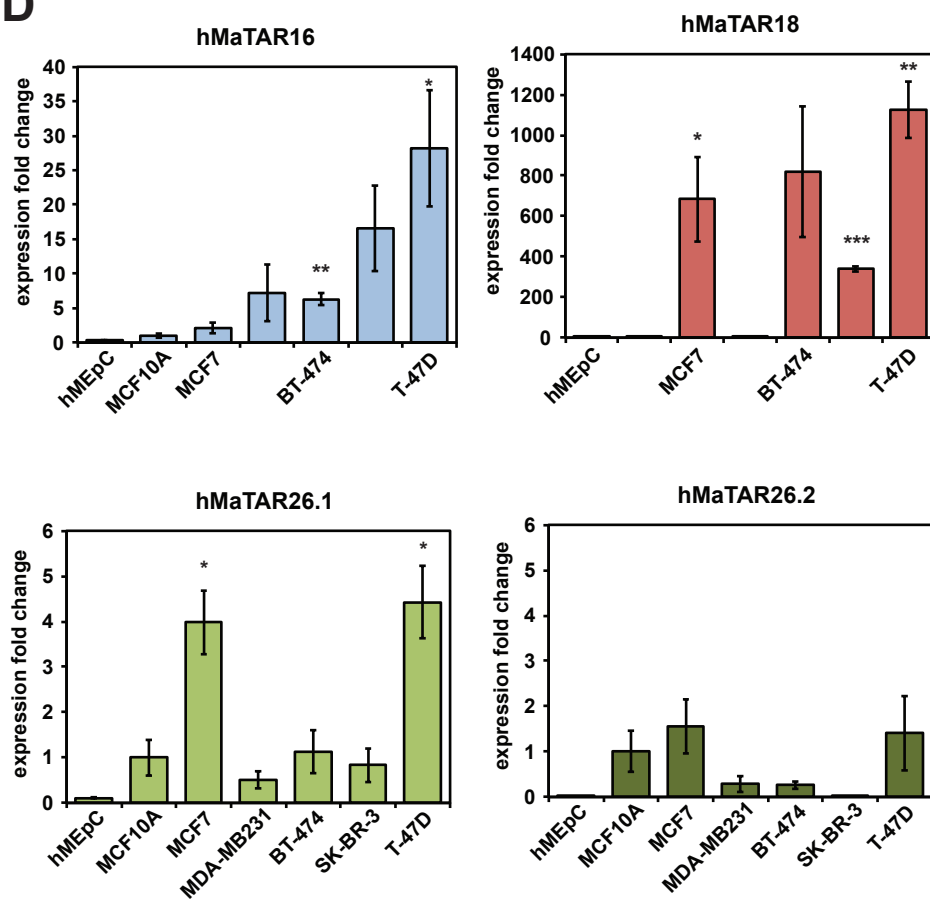 D
hMaTAR16
expression fold change
40
35
30
25
20
15
10
5
0
*
**
hMEpC
MCF10A
MCF7
BT-474
T-47D
hMaTAR18
expression fold change
1400
1200
1000
800
600
400
200
0
*
***
**
hMEpC
MCF7
BT-474
T-47D
hMaTAR26.1
expression fold change
6
5
4
3
2
1
0
*
*
hMEpC
MCF10A
MCF7
MDA-MB231
BT-474
SK-BR-3
T-47D
hMaTAR26.2
expression fold change
6
5
4
3
2
1
0
hMEpC
MCF10A
MCF7
MDA-MB231
BT-474
SK-BR-3
T-47D